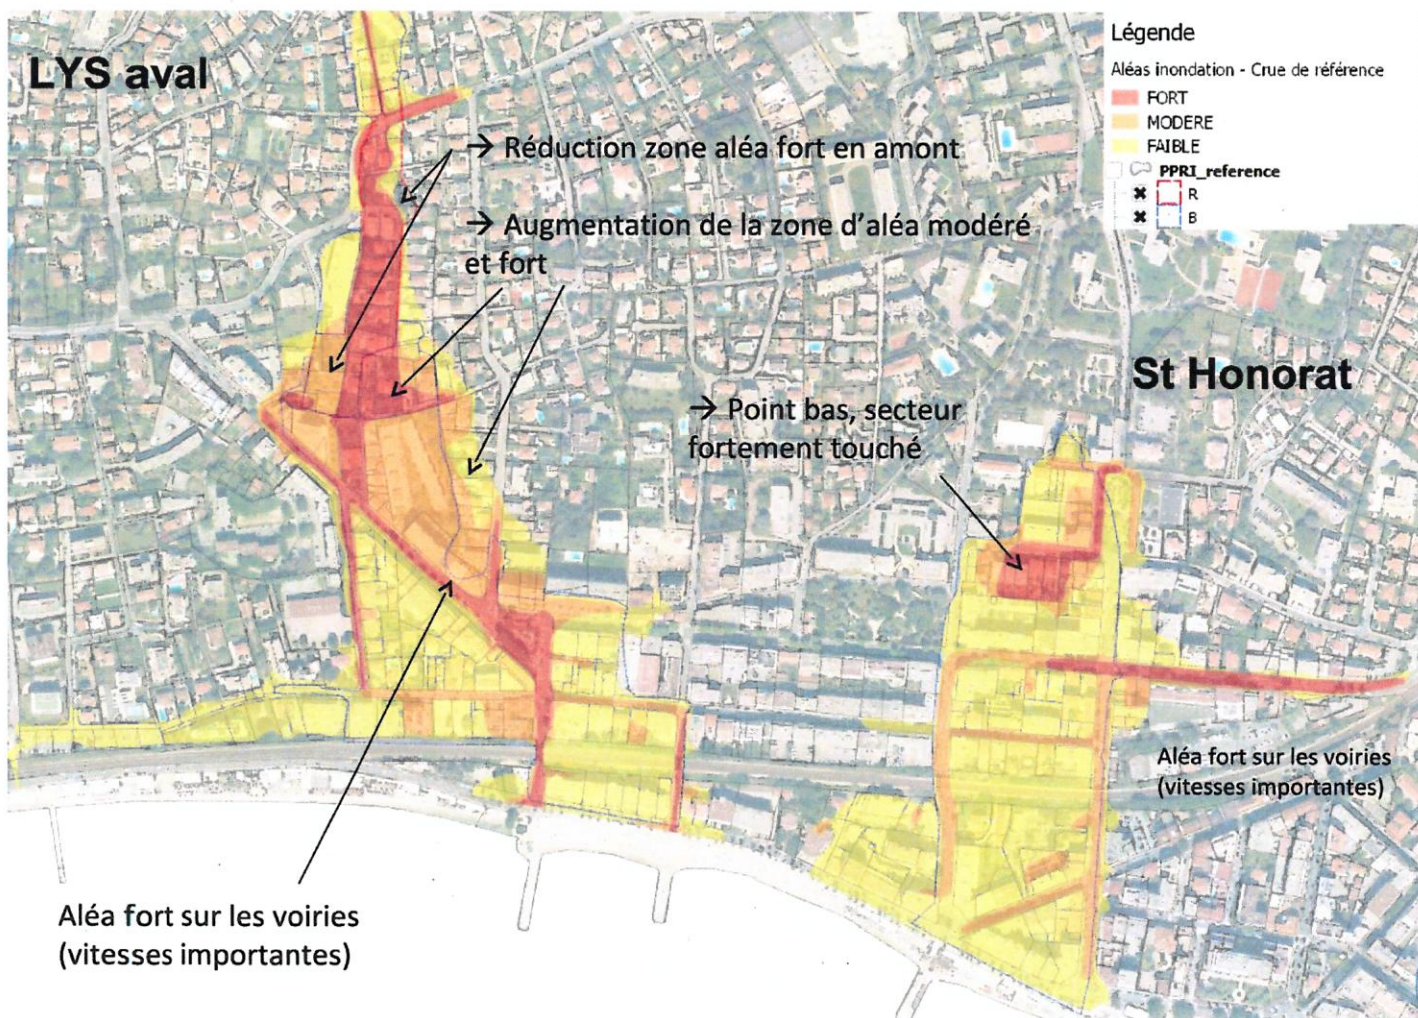 LYS aval
Légende
Aléas inondation - Crue de référence
FORT
MODERE
FAIBLE
PPRI_reference
R
B
→ Réduction zone aléa fort en amont
→ Augmentation de la zone d'aléa modéré
et fort
St Honorat
→ Point bas, secteur
fortement touché
Aléa fort sur les voiries
(vitesses importantes)
Aléa fort sur les voiries
(vitesses importantes)